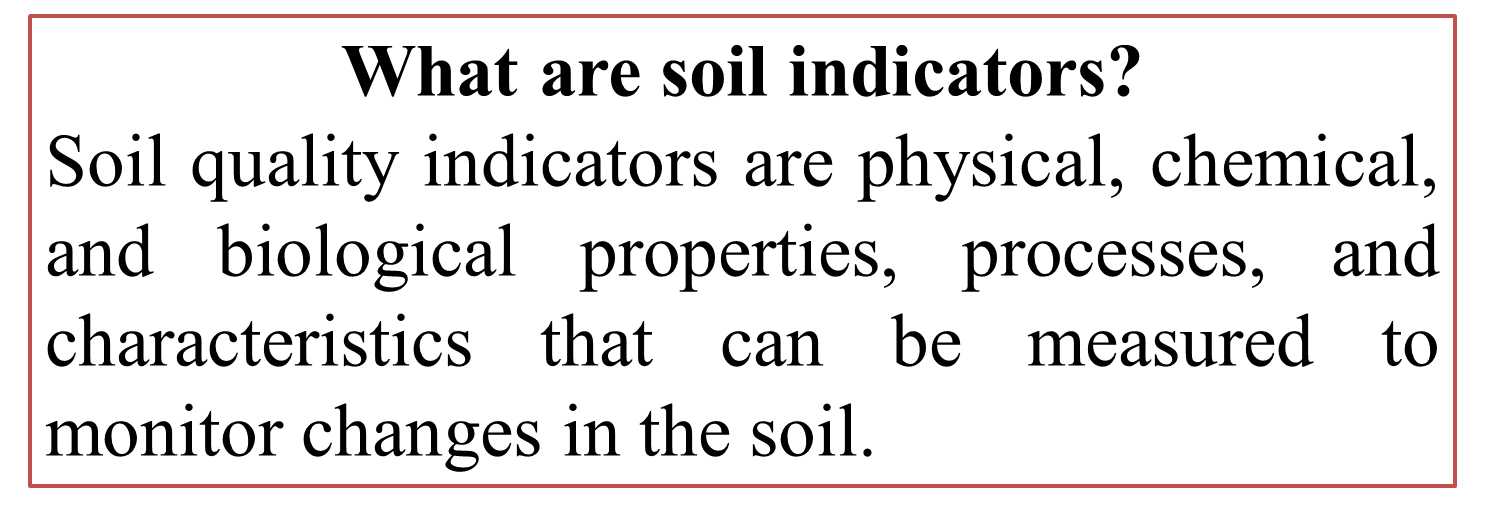 What are soil indicators?
Soil quality indicators are physical, chemical,
and biological properties, processes, and
characteristics that can be measured to
monitor changes in the soil.